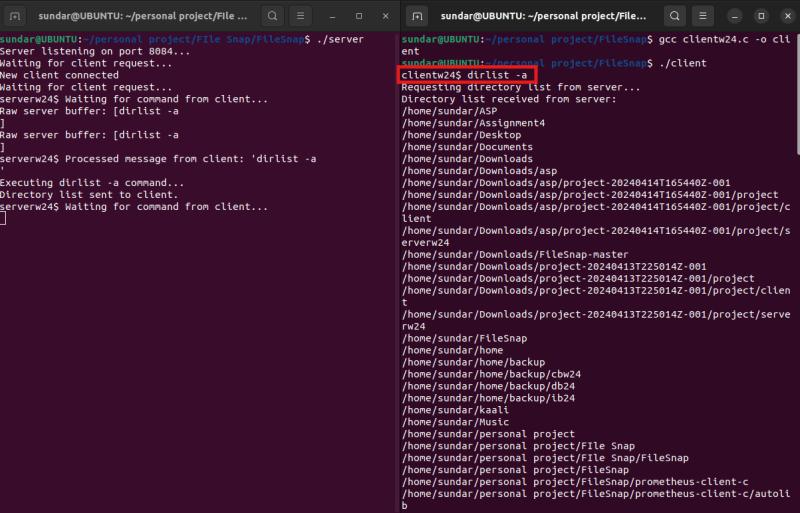 sundar@UBUNTU: ~/personal project/FIle ...
sundar@UBUNTU:~/personal project/FIle Snap/FileSnap$ ./server
Server listening on port 8084...
Waiting for client request...
New client connected
Waiting for client request...
serverw24$ Waiting for command from client...
Raw server buffer: [dirlist -a
]
Raw server buffer: [dirlist -a
]
serverw24$ Processed message from client: 'dirlist -a
'
Executing dirlist -a command...
Directory list sent to client.
serverw24$ Waiting for command from client...
sundar@UBUNTU: ~/personal project/File...
sundar@UBUNTU:~/personal project/FileSnap$ gcc clientw24.c -o cli
ent
sundar@UBUNTU:~/personal project/FileSnap$ ./client
clientw24$ dirlist -a
Requesting directory list from server...
Directory list received from server:
/home/sundar/ASP
/home/sundar/Assignment4
/home/sundar/Desktop
/home/sundar/Documents
/home/sundar/Downloads
/home/sundar/Downloads/asp
/home/sundar/Downloads/asp/project-20240414T165440Z-001
/home/sundar/Downloads/asp/project-20240414T165440Z-001/project
/home/sundar/Downloads/asp/project-20240414T165440Z-001/project/c
lient
/home/sundar/Downloads/asp/project-20240414T165440Z-001/project/s
erverw24
/home/sundar/Downloads/FileSnap-master
/home/sundar/Downloads/project-20240413T225014Z-001
/home/sundar/Downloads/project-20240413T225014Z-001/project
/home/sundar/Downloads/project-20240413T225014Z-001/project/clien
t
/home/sundar/Downloads/project-20240413T225014Z-001/project/serve
rw24
/home/sundar/FileSnap
/home/sundar/home
/home/sundar/home/backup
/home/sundar/home/backup/cbw24
/home/sundar/home/backup/db24
/home/sundar/home/backup/ib24
/home/sundar/kaali
/home/sundar/Music
/home/sundar/personal project
/home/sundar/personal project/FIle Snap
/home/sundar/personal project/FIle Snap/FileSnap
/home/sundar/personal project/FileSnap
/home/sundar/personal project/FileSnap/prometheus-client-c
/home/sundar/personal project/FileSnap/prometheus-client-c/autoli
b